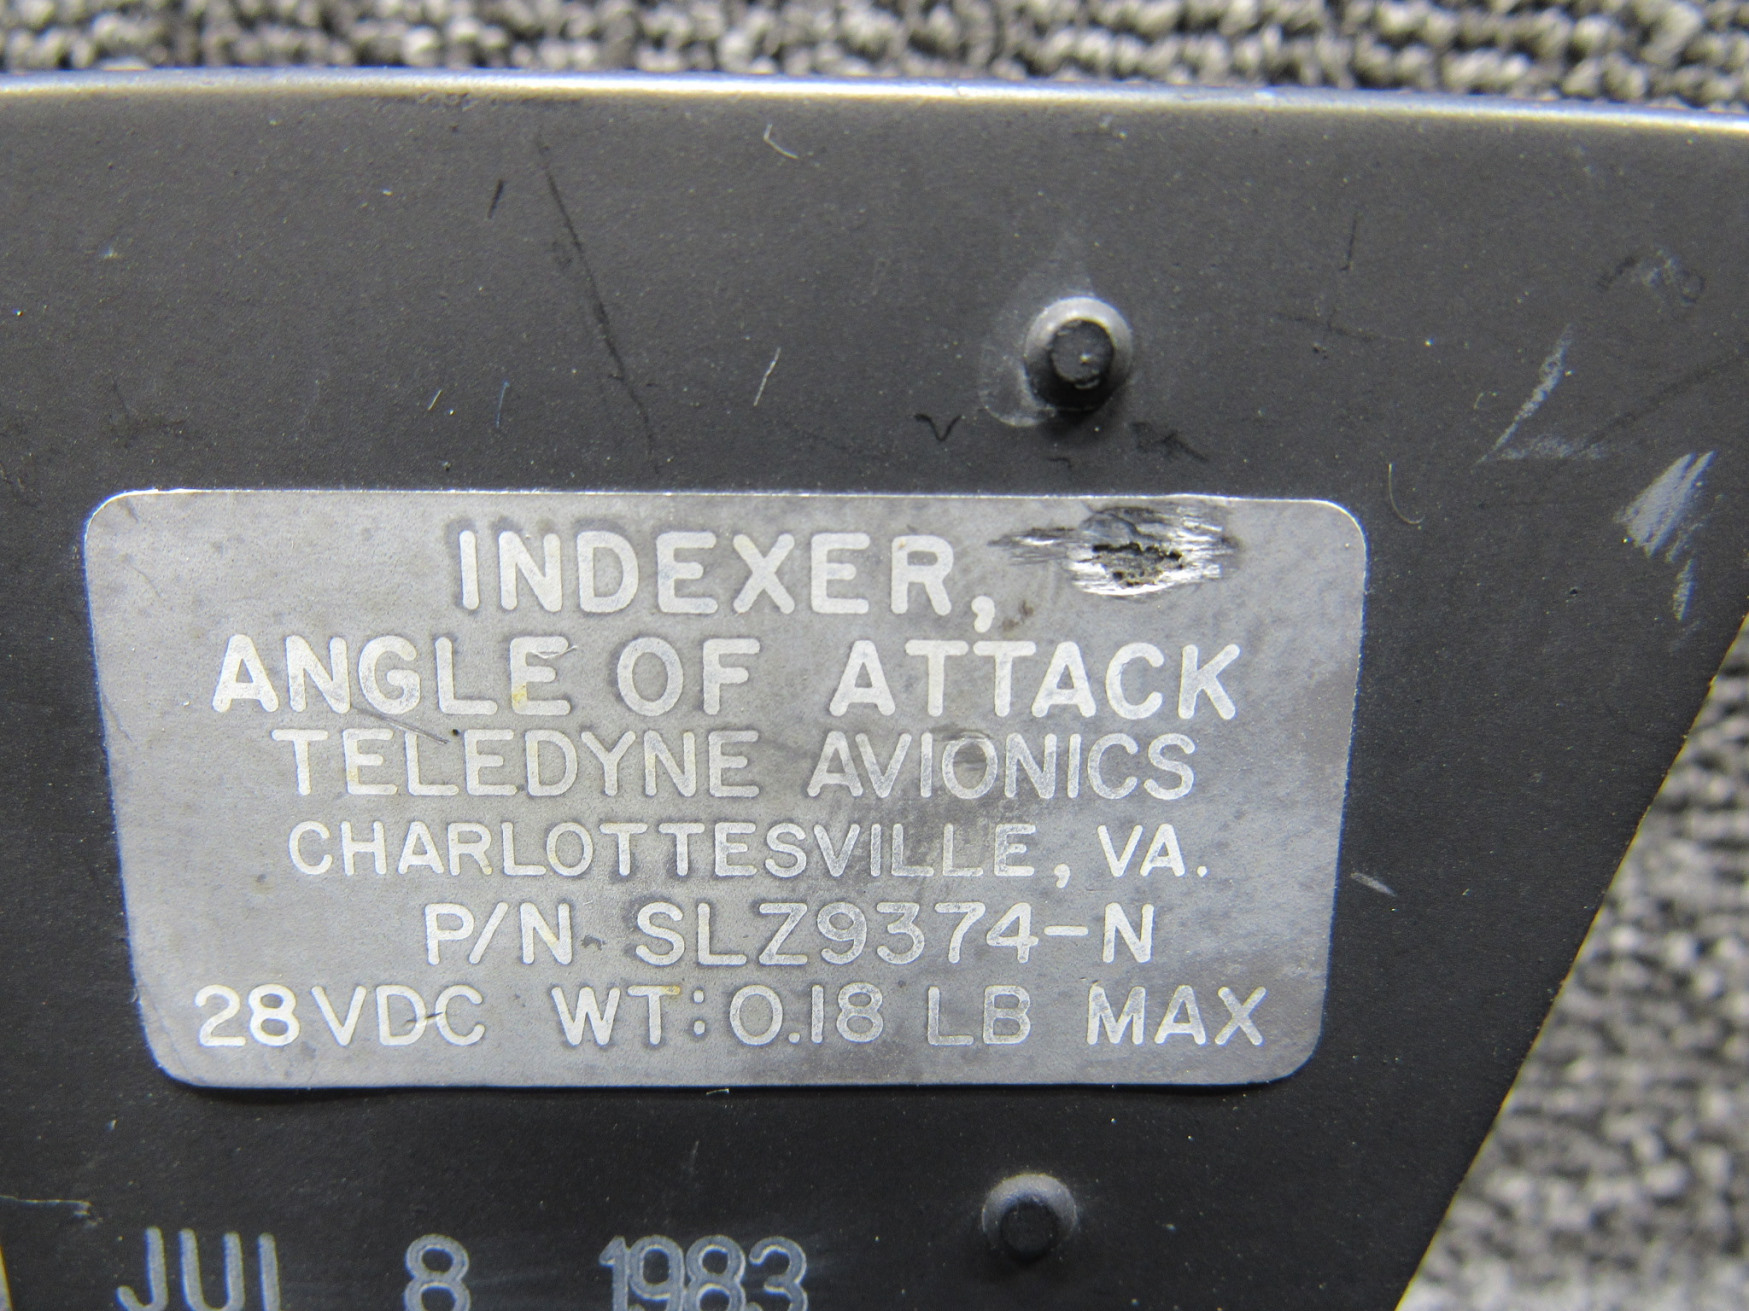 INDEXER,
ANGLE OF ATTACK
TELEDYNE AVIONICS
CHARLOTTESVILLE, VA.
P/N SLZ9374-N
28VDC WT: 0.18 LB MAX
JUL 8 1983